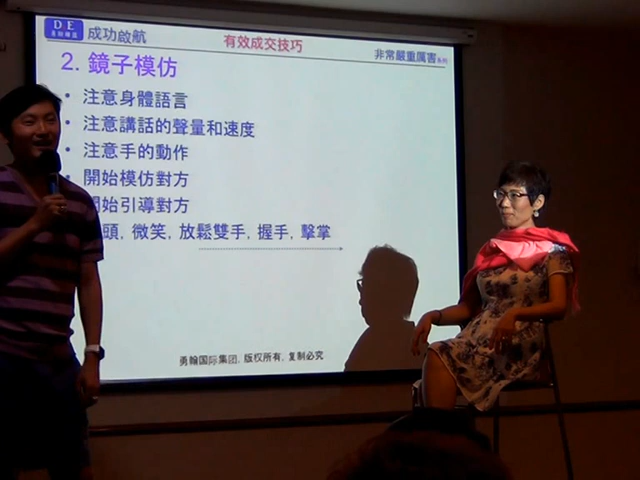 D E
成功啟航
有效成交技巧
非常嚴重厲害
2. 鏡子模仿
• 注意身體語言
• 注意講話的聲量和速度
• 注意手的動作
• 開始模仿對方
開始引導對方
頭, 微笑, 放鬆雙手, 握手, 擊掌
勇翰国际集团, 版权所有, 复制必究